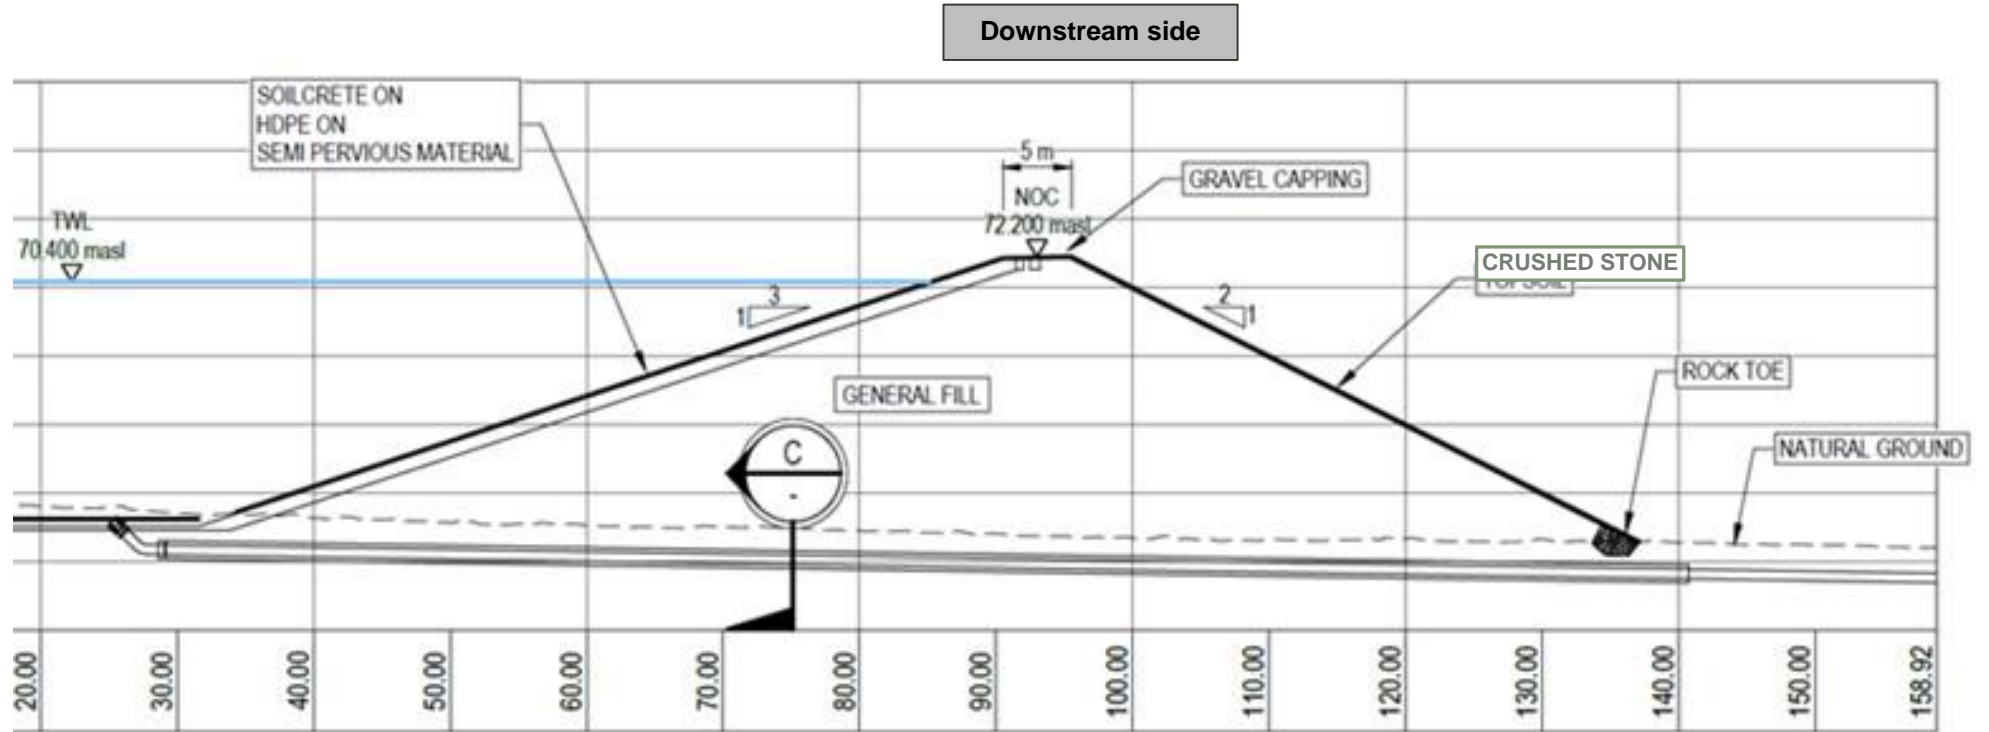 Downstream side
SOILCRETE ON
HDPE ON
SEMI PERVIOUS MATERIAL
5 m
GRAVEL CAPPING
NOC
72.200 masl
TWL
70.400 masl
CRUSHED STONE
TOPSOIL
3
1
2
1
ROCK TOE
GENERAL FILL
NATURAL GROUND
C
-
20.00
30.00
40.00
50.00
60.00
70.00
80.00
90.00
100.00
110.00
120.00
130.00
140.00
150.00
158.92